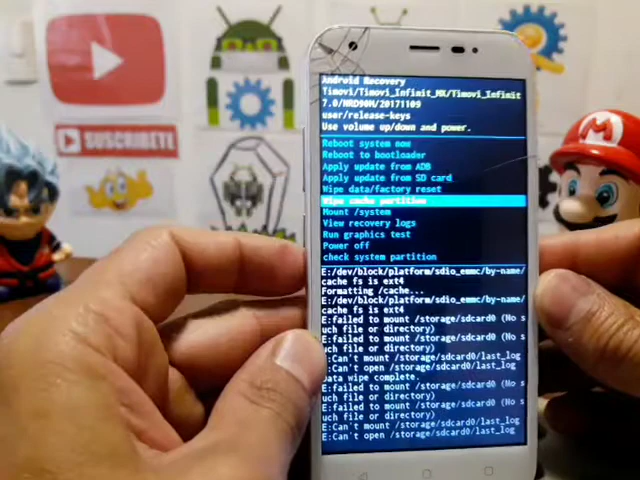 SUSCRIBETE
M
Android Recovery
Timovi/Timovi_Infinit_MX/Timovi_Infinit
7.0/NRD90M/20171109
user/release-keys
Use volume up/down and power.
Reboot system now
Reboot to bootloader
Apply update from ADB
Apply update from SD card
Wipe data/factory reset
Wipe cache partition
Mount /system
View recovery logs
Run graphics test
Power off
check system partition
E:/dev/block/platform/sdio_emmc/by-name/
cache fs is ext4
Formatting /cache...
E:/dev/block/platform/sdio_emmc/by-name/
cache fs is ext4
E:failed to mount /storage/sdcard0 (No s
uch file or directory)
E:failed to mount /storage/sdcard0 (No s
uch file or directory)
E:Can't mount /storage/sdcard0/last_log
E:Can't open /storage/sdcard0/last_log
Data wipe complete.
E:failed to mount /storage/sdcard0 (No s
uch file or directory)
E:failed to mount /storage/sdcard0 (No s
uch file or directory)
E:Can't mount /storage/sdcard0/last_log
E:Can't open /storage/sdcard0/last_log